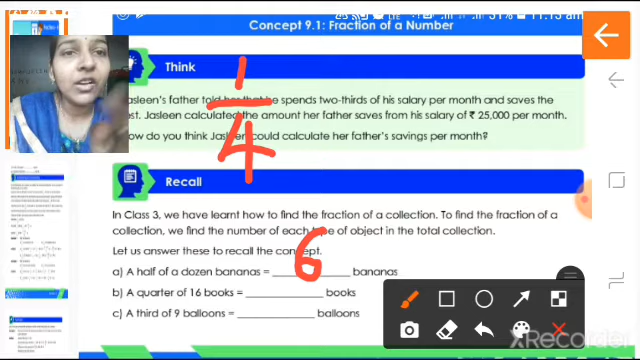 Concept 9.1: Fraction of a Number
Think
Jasleen's father told her that he spends two-thirds of his salary per month and saves the
rest. Jasleen calculated the amount her father saves from his salary of ₹ 25,000 per month.
How do you think Jasleen could calculate her father's savings per month?
1
4
Recall
In Class 3, we have learnt how to find the fraction of a collection. To find the fraction of a
collection, we find the number of each type of object in the total collection.
Let us answer these to recall the concept.
6
a) A half of a dozen bananas = ____________ bananas
b) A quarter of 16 books = ____________ books
c) A third of 9 balloons = ____________ balloons
XRecorder